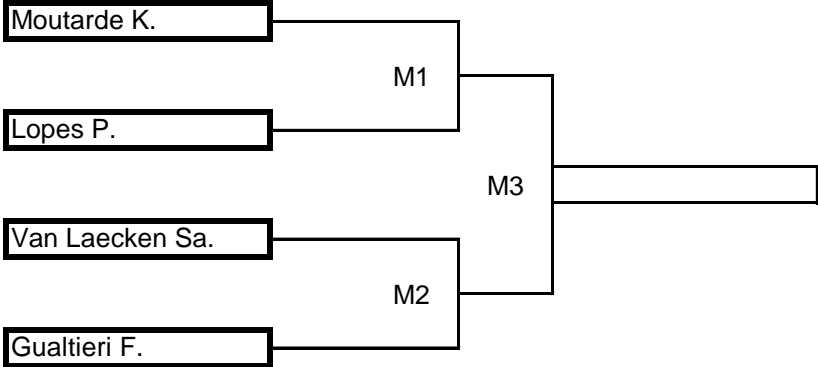 Moutarde K.
M1
Lopes P.
M3
Van Laecken Sa.
M2
Gualtieri F.